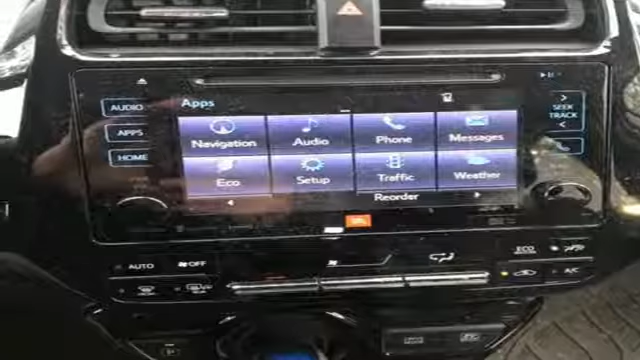 Apps
AUDIO
APPS
HOME
SEEK
TRACK
Navigation
Audio
Phone
Messages
Eco
Setup
Traffic
Weather
Reorder
JBL
AUTO
OFF
ECO
A/C